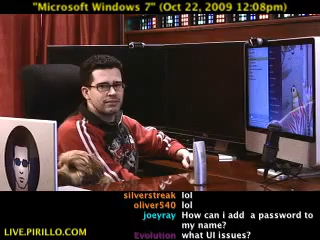 "Microsoft Windows 7" (Oct 22, 2009 12:08pm)
silverstreak lol
oliver540 lol
joeyray How can i add a password to
my name?
Evolution what UI issues?
LIVE.PIRILLO.COM